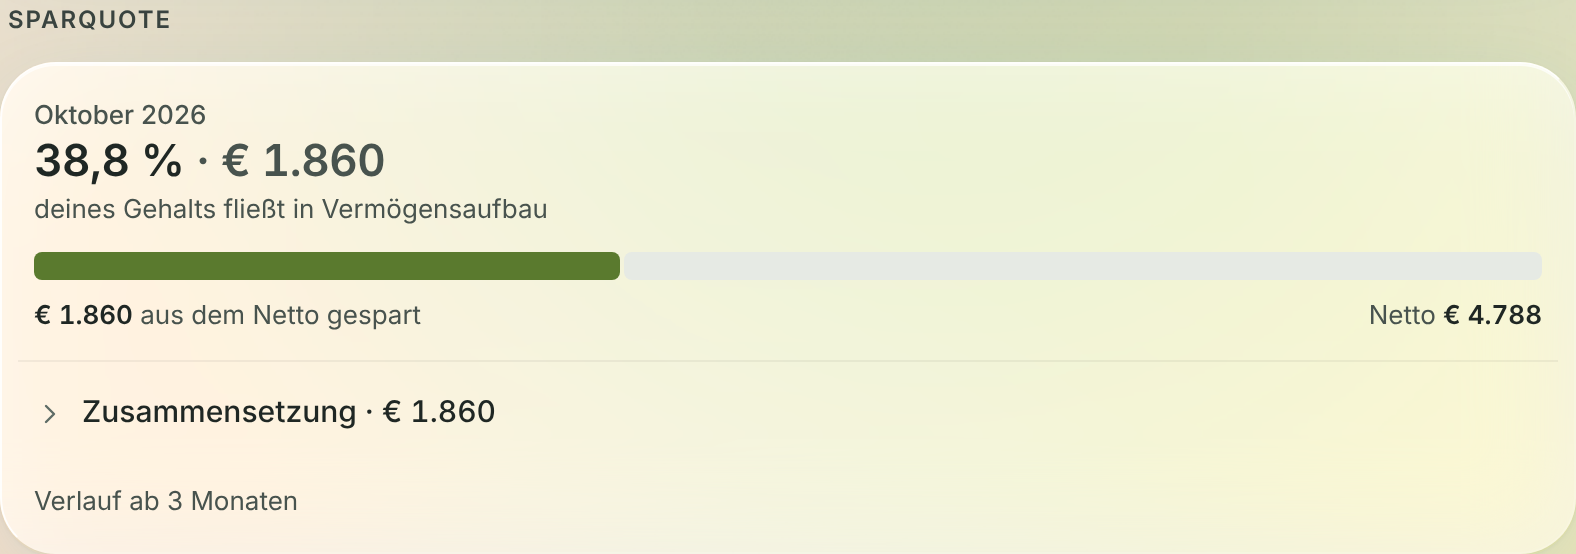 SPARQUOTE
Oktober 2026
38,8 % · € 1.860
deines Gehalts fließt in Vermögensaufbau
€ 1.860 aus dem Netto gespart
Netto € 4.788
Zusammensetzung · € 1.860
Verlauf ab 3 Monaten